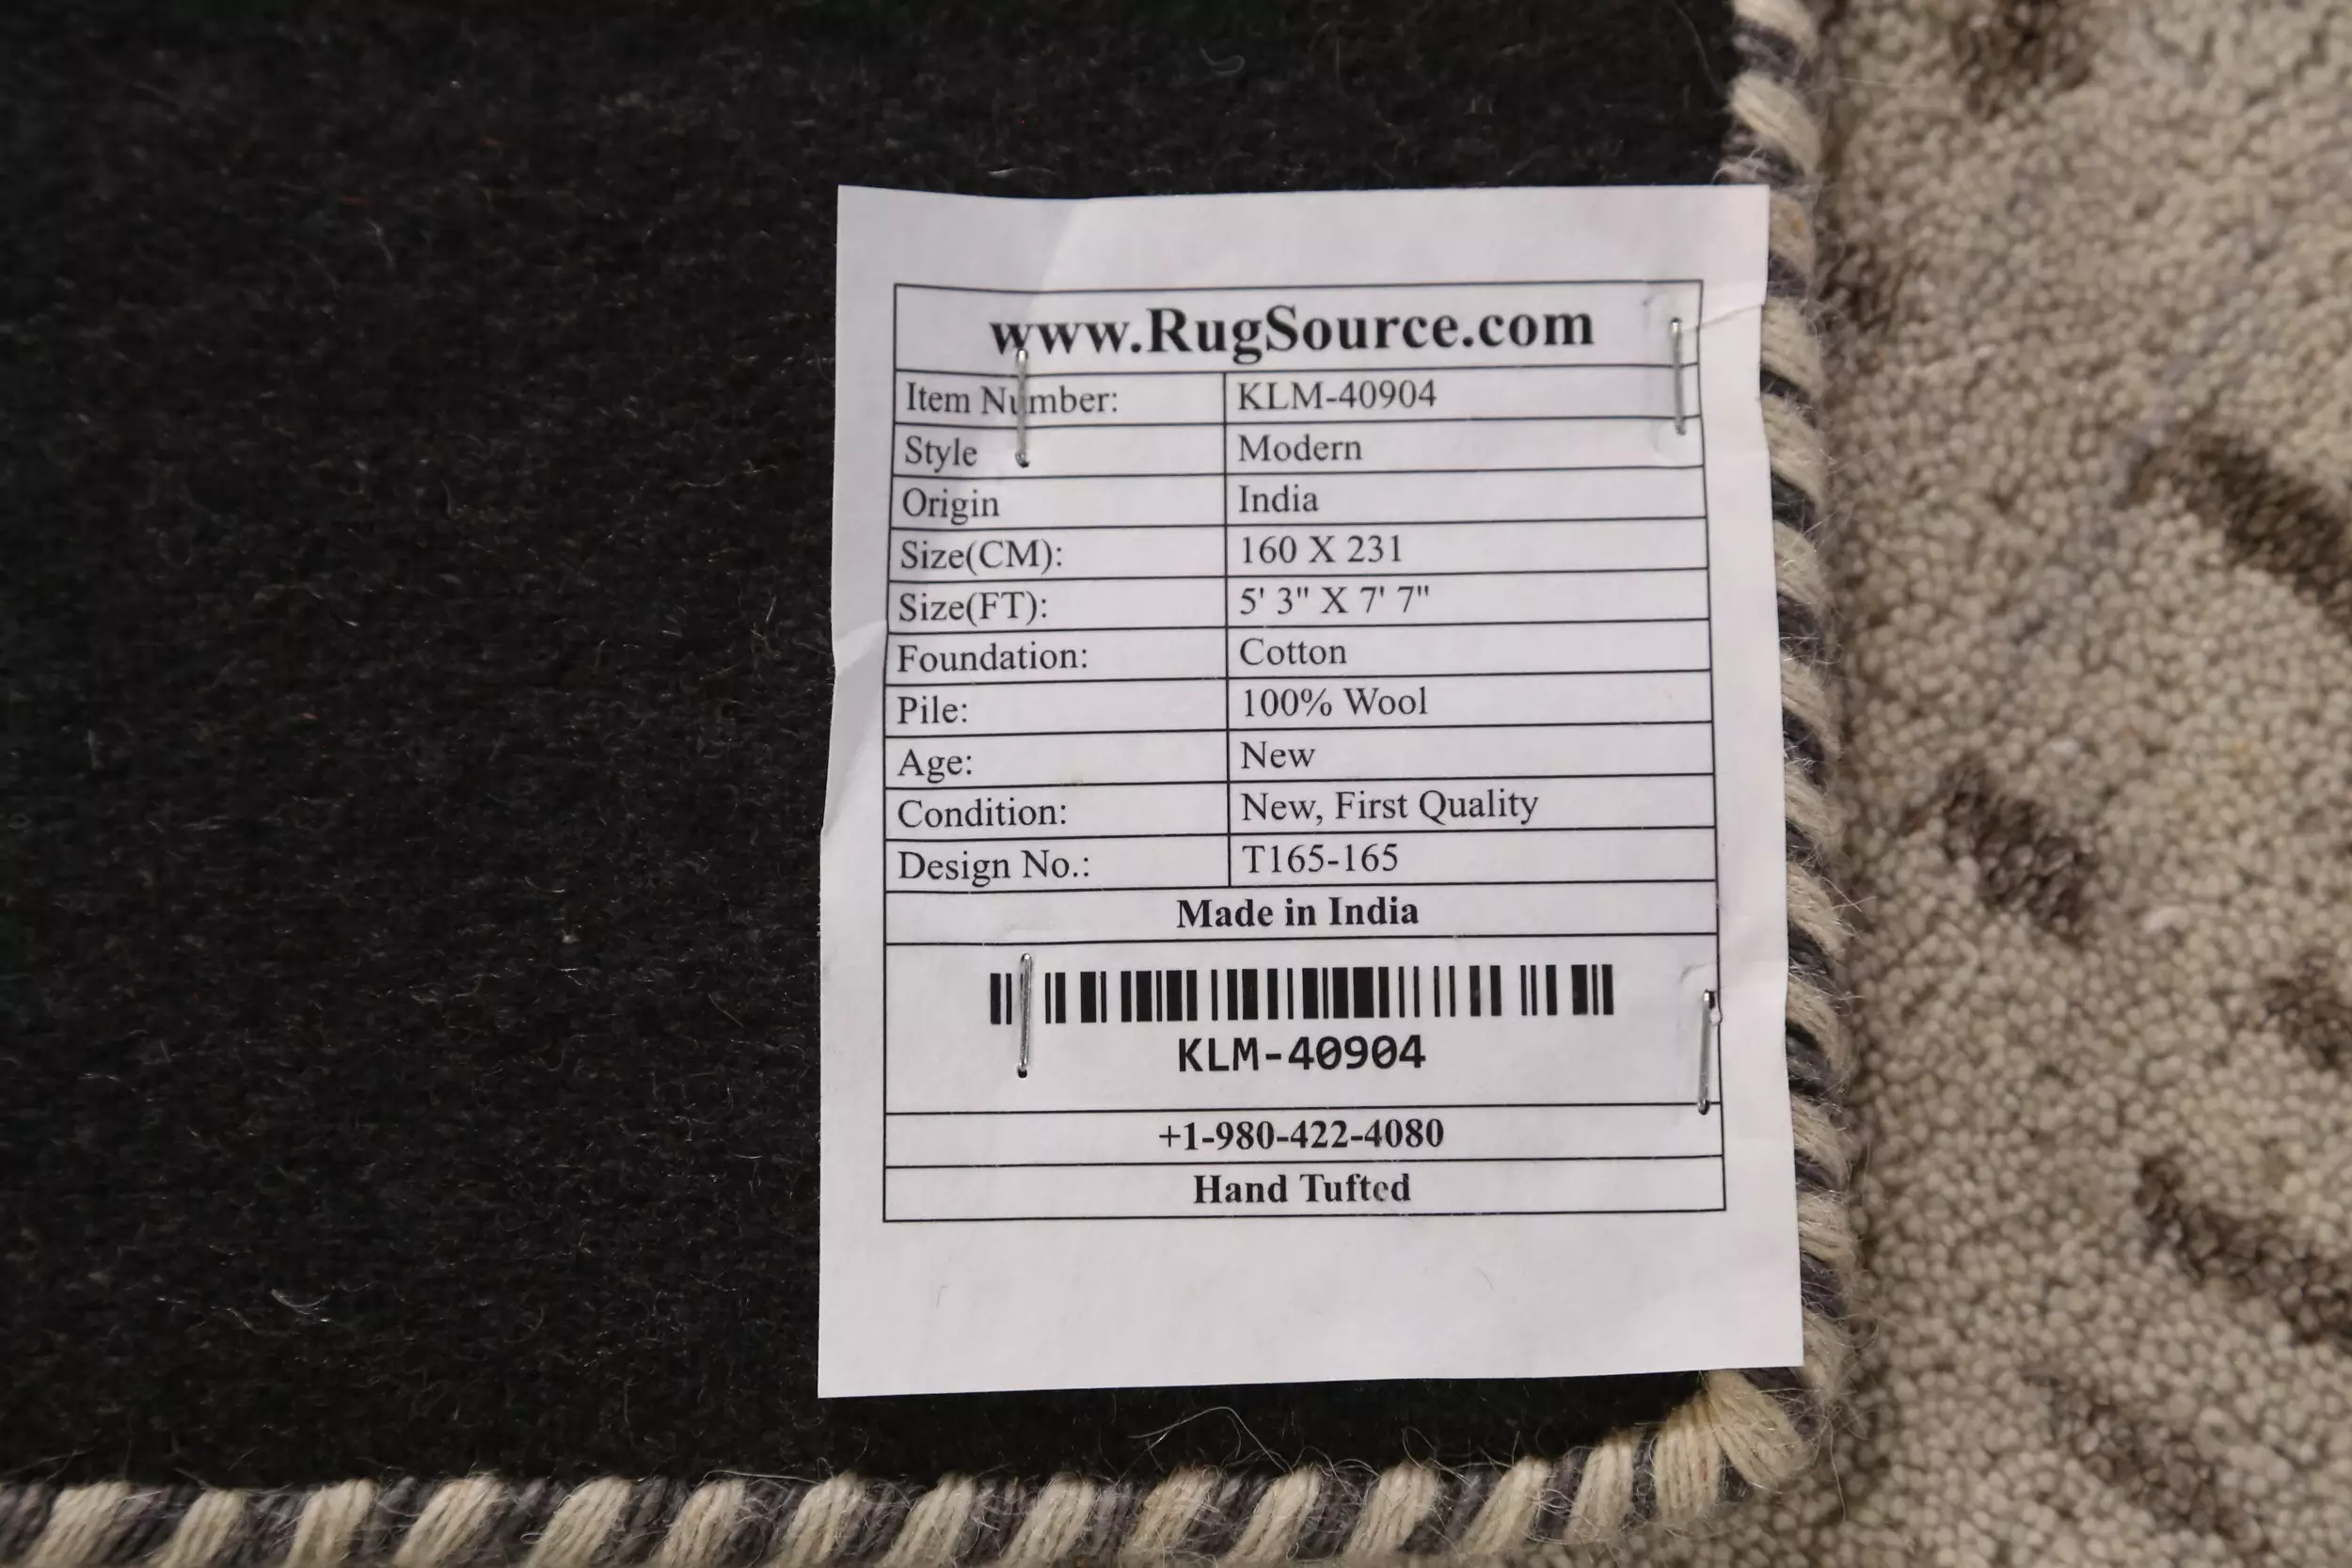 www.RugSource.com
Item Number: KLM-40904
Style Modern
Origin India
Size(CM): 160 X 231
Size(FT): 5' 3" X 7' 7"
Foundation: Cotton
Pile: 100% Wool
Age: New
Condition: New, First Quality
Design No.: T165-165
Made in India
KLM-40904
+1-980-422-4080
Hand Tufted